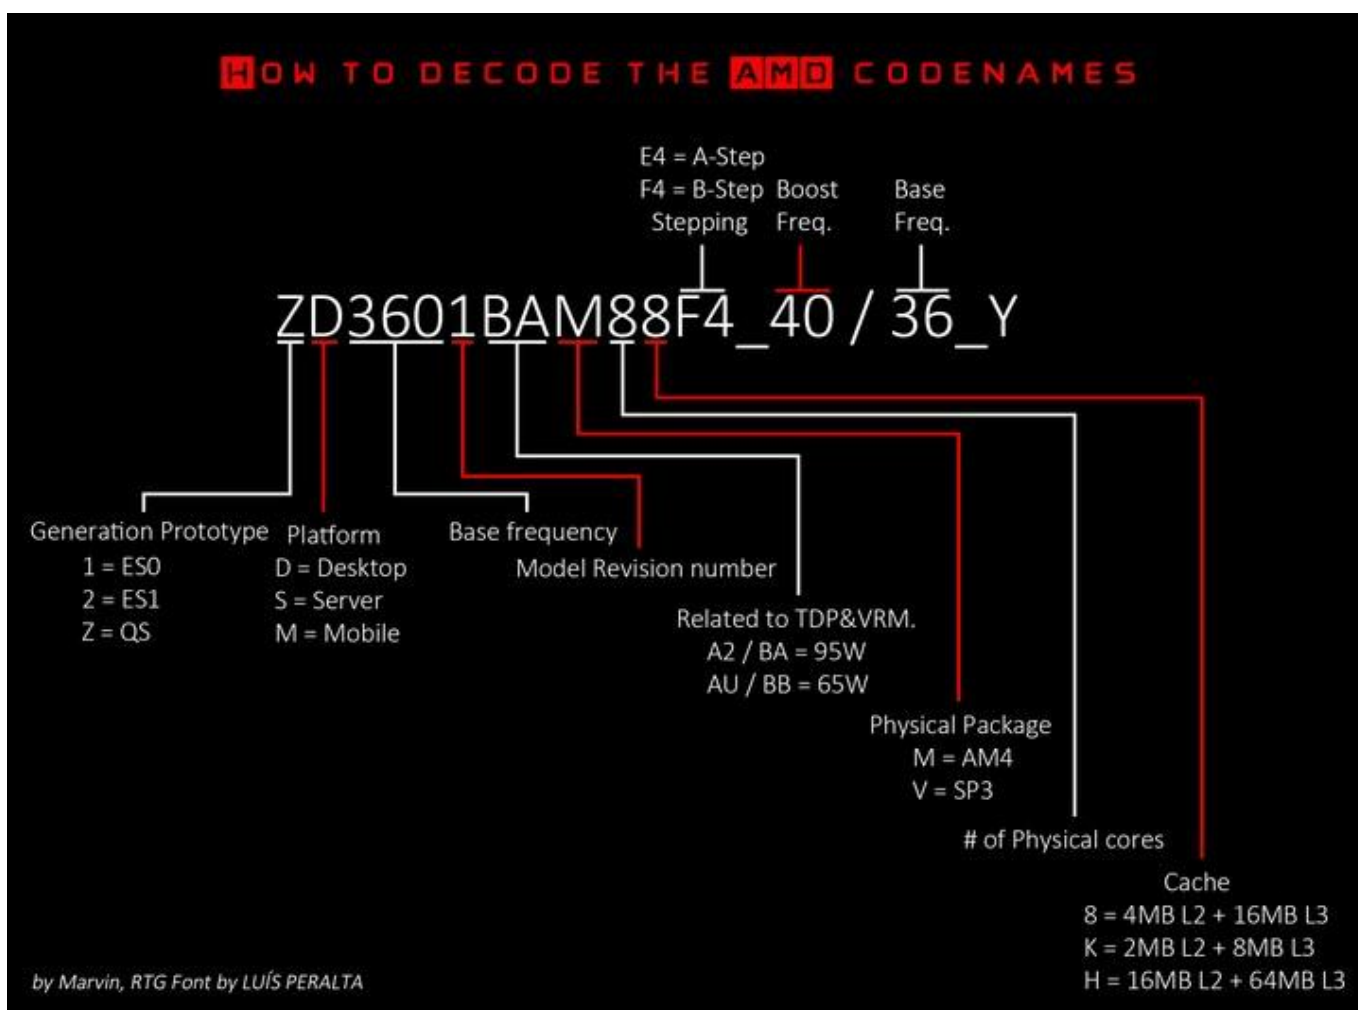 HOW TO DECODE THE AMD CODENAMES
E4 = A-Step
F4 = B-Step
Stepping
Boost
Freq.
Base
Freq.
ZD3601BAM88F4_40 / 36_Y
Generation Prototype
1 = ES0
2 = ES1
Z = QS
Platform
D = Desktop
S = Server
M = Mobile
Base frequency
Model Revision number
Related to TDP&VRM.
A2 / BA = 95W
AU / BB = 65W
Physical Package
M = AM4
V = SP3
# of Physical cores
Cache
8 = 4MB L2 + 16MB L3
K = 2MB L2 + 8MB L3
H = 16MB L2 + 64MB L3
by Marvin, RTG Font by LUÍS PERALTA